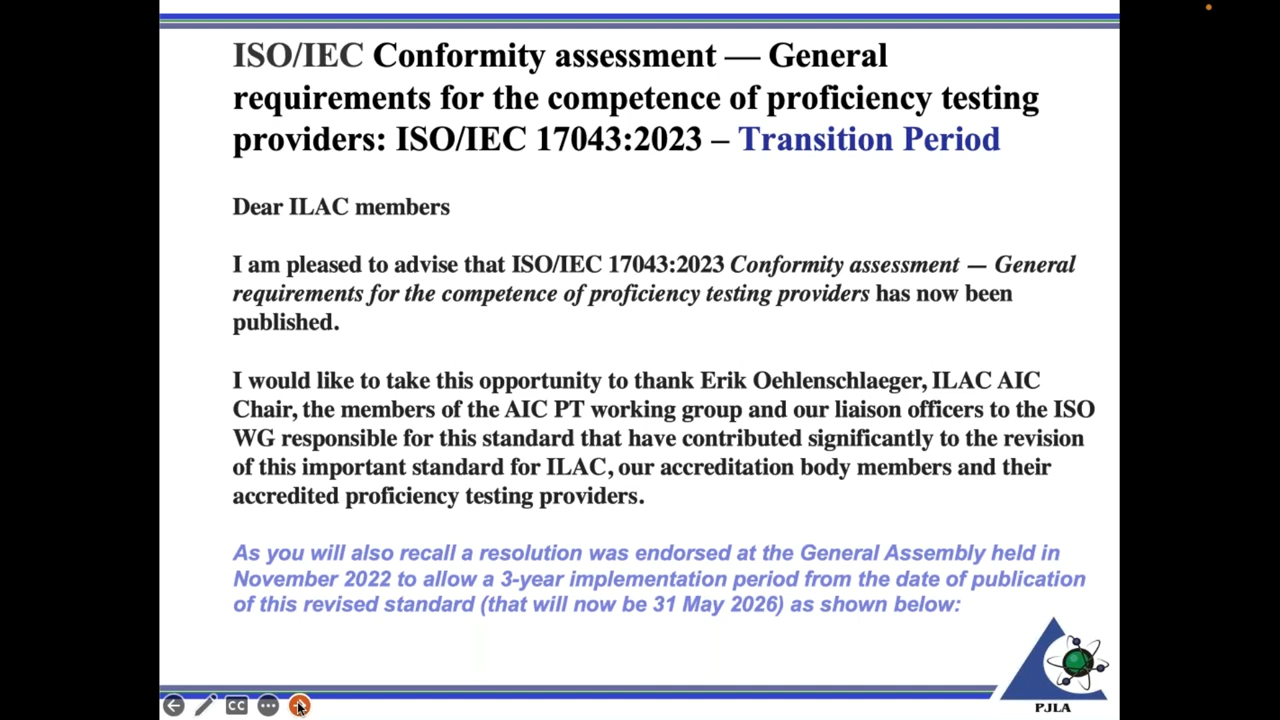 ISO/IEC Conformity assessment — General
requirements for the competence of proficiency testing
providers: ISO/IEC 17043:2023 – Transition Period
Dear ILAC members
I am pleased to advise that ISO/IEC 17043:2023 Conformity assessment — General
requirements for the competence of proficiency testing providers has now been
published.
I would like to take this opportunity to thank Erik Oehlenschlaeger, ILAC AIC
Chair, the members of the AIC PT working group and our liaison officers to the ISO
WG responsible for this standard that have contributed significantly to the revision
of this important standard for ILAC, our accreditation body members and their
accredited proficiency testing providers.
As you will also recall a resolution was endorsed at the General Assembly held in
November 2022 to allow a 3-year implementation period from the date of publication
of this revised standard (that will now be 31 May 2026) as shown below:
PJLA
CC